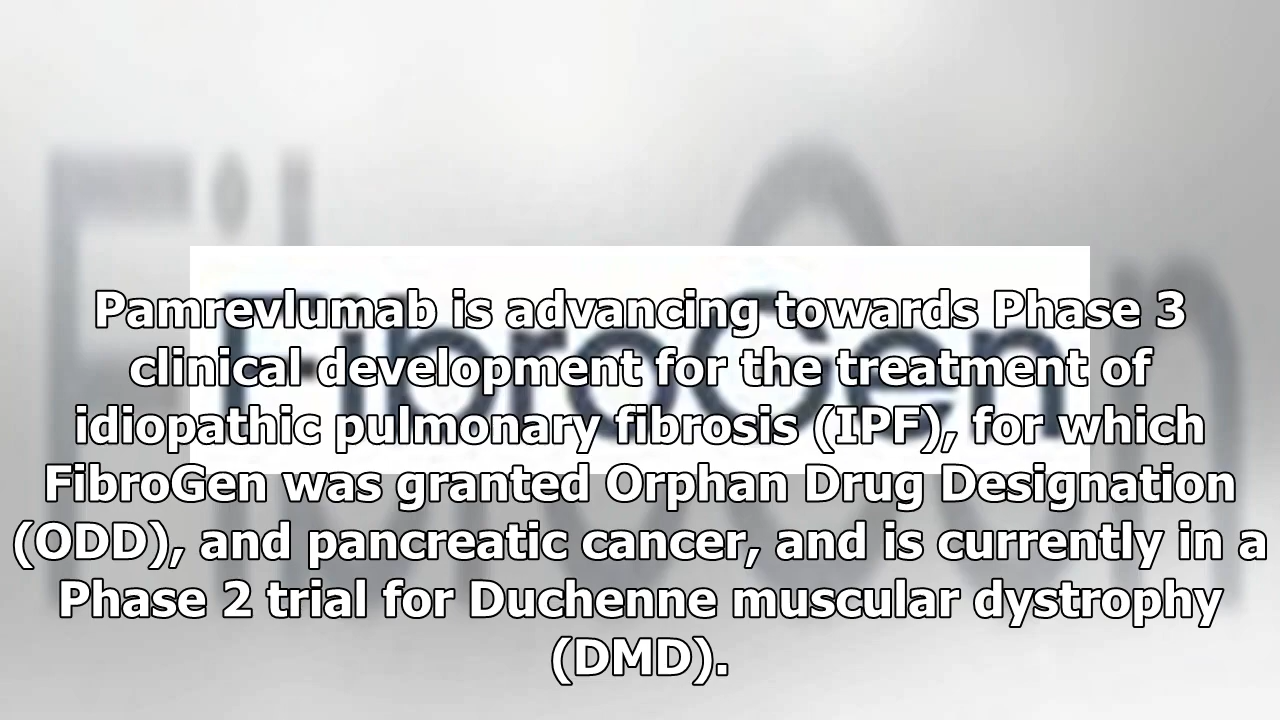 FibroGen
Pamrevlumab is advancing towards Phase 3
clinical development for the treatment of
idiopathic pulmonary fibrosis (IPF), for which
FibroGen was granted Orphan Drug Designation
(ODD), and pancreatic cancer, and is currently in a
Phase 2 trial for Duchenne muscular dystrophy
(DMD).